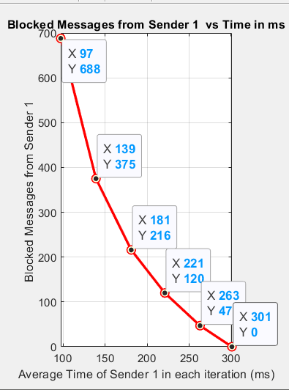 Blocked Messages from Sender 1 vs Time in ms
700
600
500
400
300
200
100
0
Blocked Messages from Sender 1
X 97
Y 688
X 139
Y 375
X 181
Y 216
X 221
Y 120
X 263
Y 47
X 301
Y 0
100
150
200
250
300
Average Time of Sender 1 in each iteration (ms)